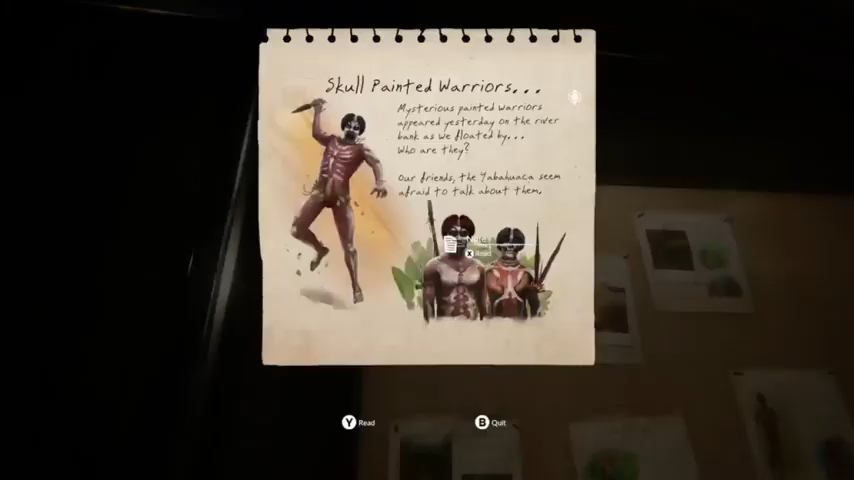 Skull Painted Warriors...
Mysterious painted warriors
appeared yesterday on the river
bank as we floated by...
Who are they?
Our friends, the Yabahuaca seem
afraid to talk about them.
X Read
Y Read
B Quit